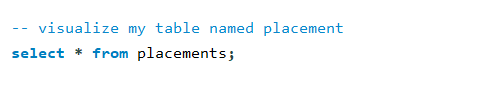 -- visualize my table named placement
select * from placements;